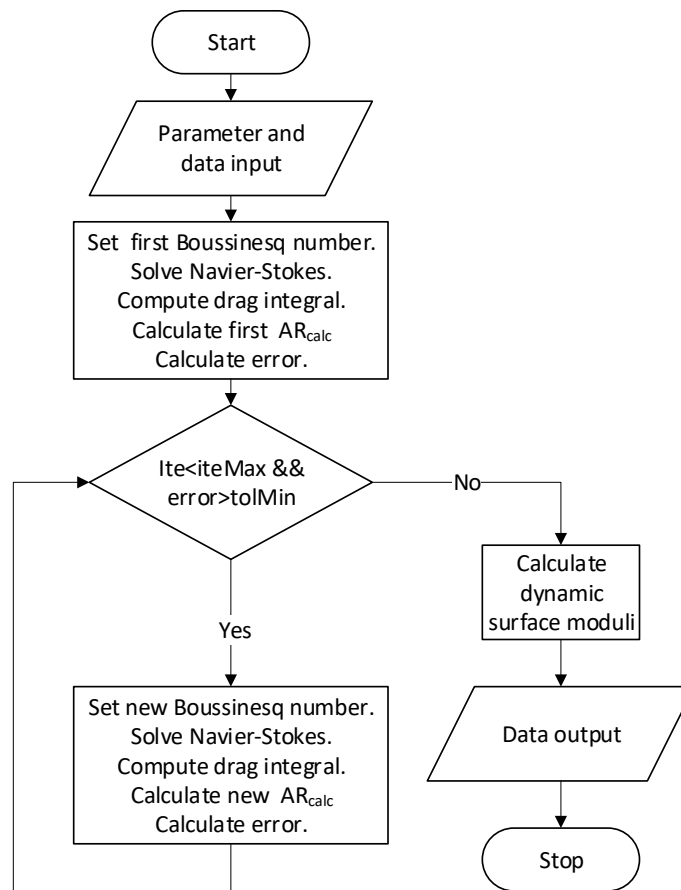 Start
Parameter and
data input
Set first Boussinesq number.
Solve Navier-Stokes.
Compute drag integral.
Calculate first ARcalc
Calculate error.
Ite<iteMax &&
error>tolMin
No
Yes
Calculate
dynamic
surface moduli
Set new Boussinesq number.
Solve Navier-Stokes.
Compute drag integral.
Calculate new ARcalc
Calculate error.
Data output
Stop